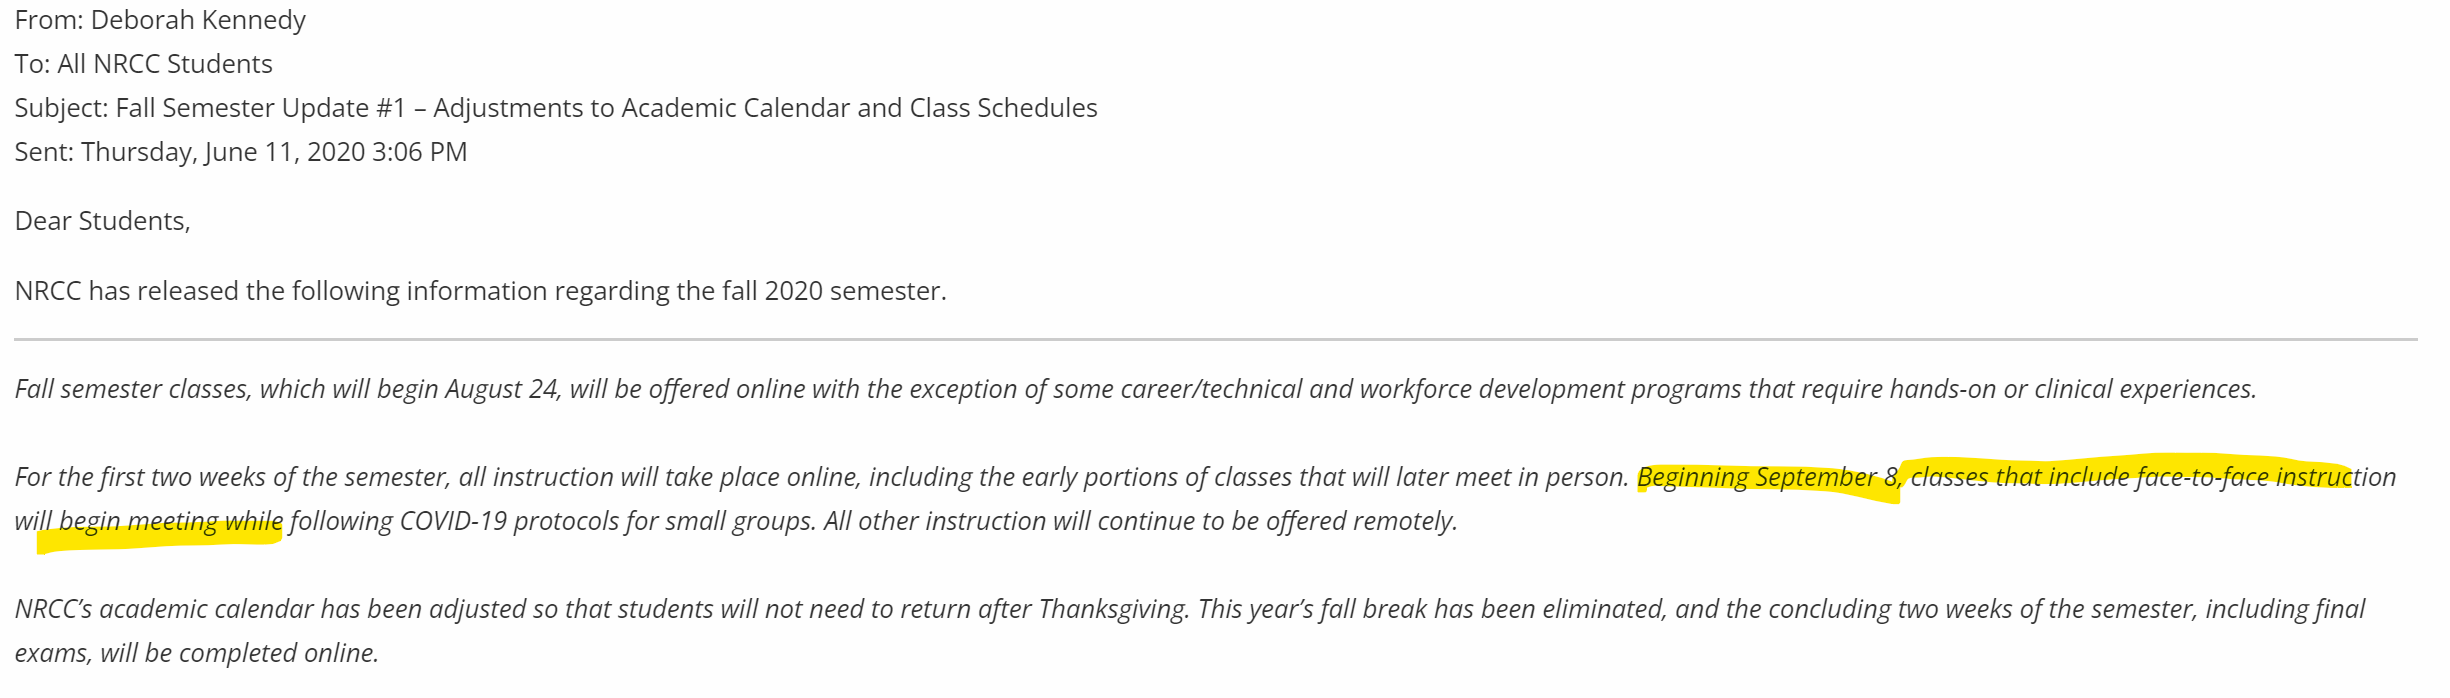 From: Deborah Kennedy
To: All NRCC Students
Subject: Fall Semester Update #1 – Adjustments to Academic Calendar and Class Schedules
Sent: Thursday, June 11, 2020 3:06 PM
Dear Students,
NRCC has released the following information regarding the fall 2020 semester.
Fall semester classes, which will begin August 24, will be offered online with the exception of some career/technical and workforce development programs that require hands-on or clinical experiences.
For the first two weeks of the semester, all instruction will take place online, including the early portions of classes that will later meet in person. Beginning September 8, classes that include face-to-face instruction
will begin meeting while following COVID-19 protocols for small groups. All other instruction will continue to be offered remotely.
NRCC’s academic calendar has been adjusted so that students will not need to return after Thanksgiving. This year’s fall break has been eliminated, and the concluding two weeks of the semester, including final
exams, will be completed online.